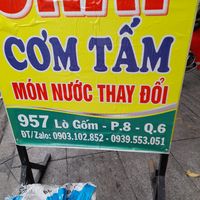 CƠM TẤM
MÓN NƯỚC THAY ĐỔI
957 Lò Gốm - P.8 - Q.6
ĐT/Zalo: 0903.102.852 - 0939.553.051